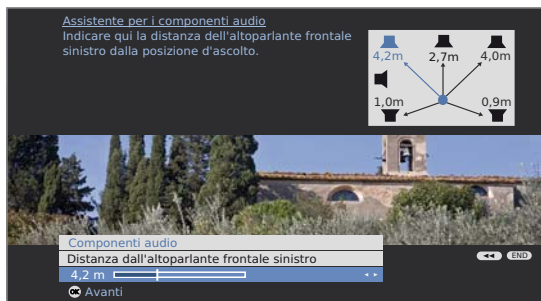 Assistente per i componenti audio
Indicare qui la distanza dell'altoparlante frontale
sinistro dalla posizione d'ascolto.
4,2m 2,7m 4,0m
1,0m 0,9m
Componenti audio
Distanza dall'altoparlante frontale sinistro
4,2 m
END
OK Avanti